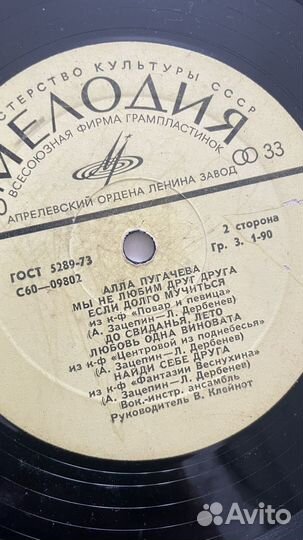 МИНИСТЕРСТВО КУЛЬТУРЫ СССР
МЕЛОДИЯ
ВСЕСОЮЗНАЯ ФИРМА ГРАМПЛАСТИНОК
33
АПРЕЛЕВСКИЙ ОРДЕНА ЛЕНИНА ЗАВОД
ГОСТ 5289-73
С60—09802
2 сторона
Гр. 3. 1-90
АЛЛА ПУГАЧЕВА
МЫ НЕ ЛЮБИМ ДРУГ ДРУГА
ЕСЛИ ДОЛГО МУЧИТЬСЯ
из к-ф «Повар и певица»
(А. Зацепин—Л. Дербенев)
ДО СВИДАНЬЯ, ЛЕТО
ЛЮБОВЬ ОДНА ВИНОВАТА
из к-ф «Центровой из поднебесья»
(А. Зацепин—Л. Дербенев)
НАЙДИ СЕБЕ ДРУГА
из к-ф «Фантазии Веснухина»
(А. Зацепин—Л. Дербенев)
Вок.-инстр. ансамбль
Руководитель В. Клейнот
Avito